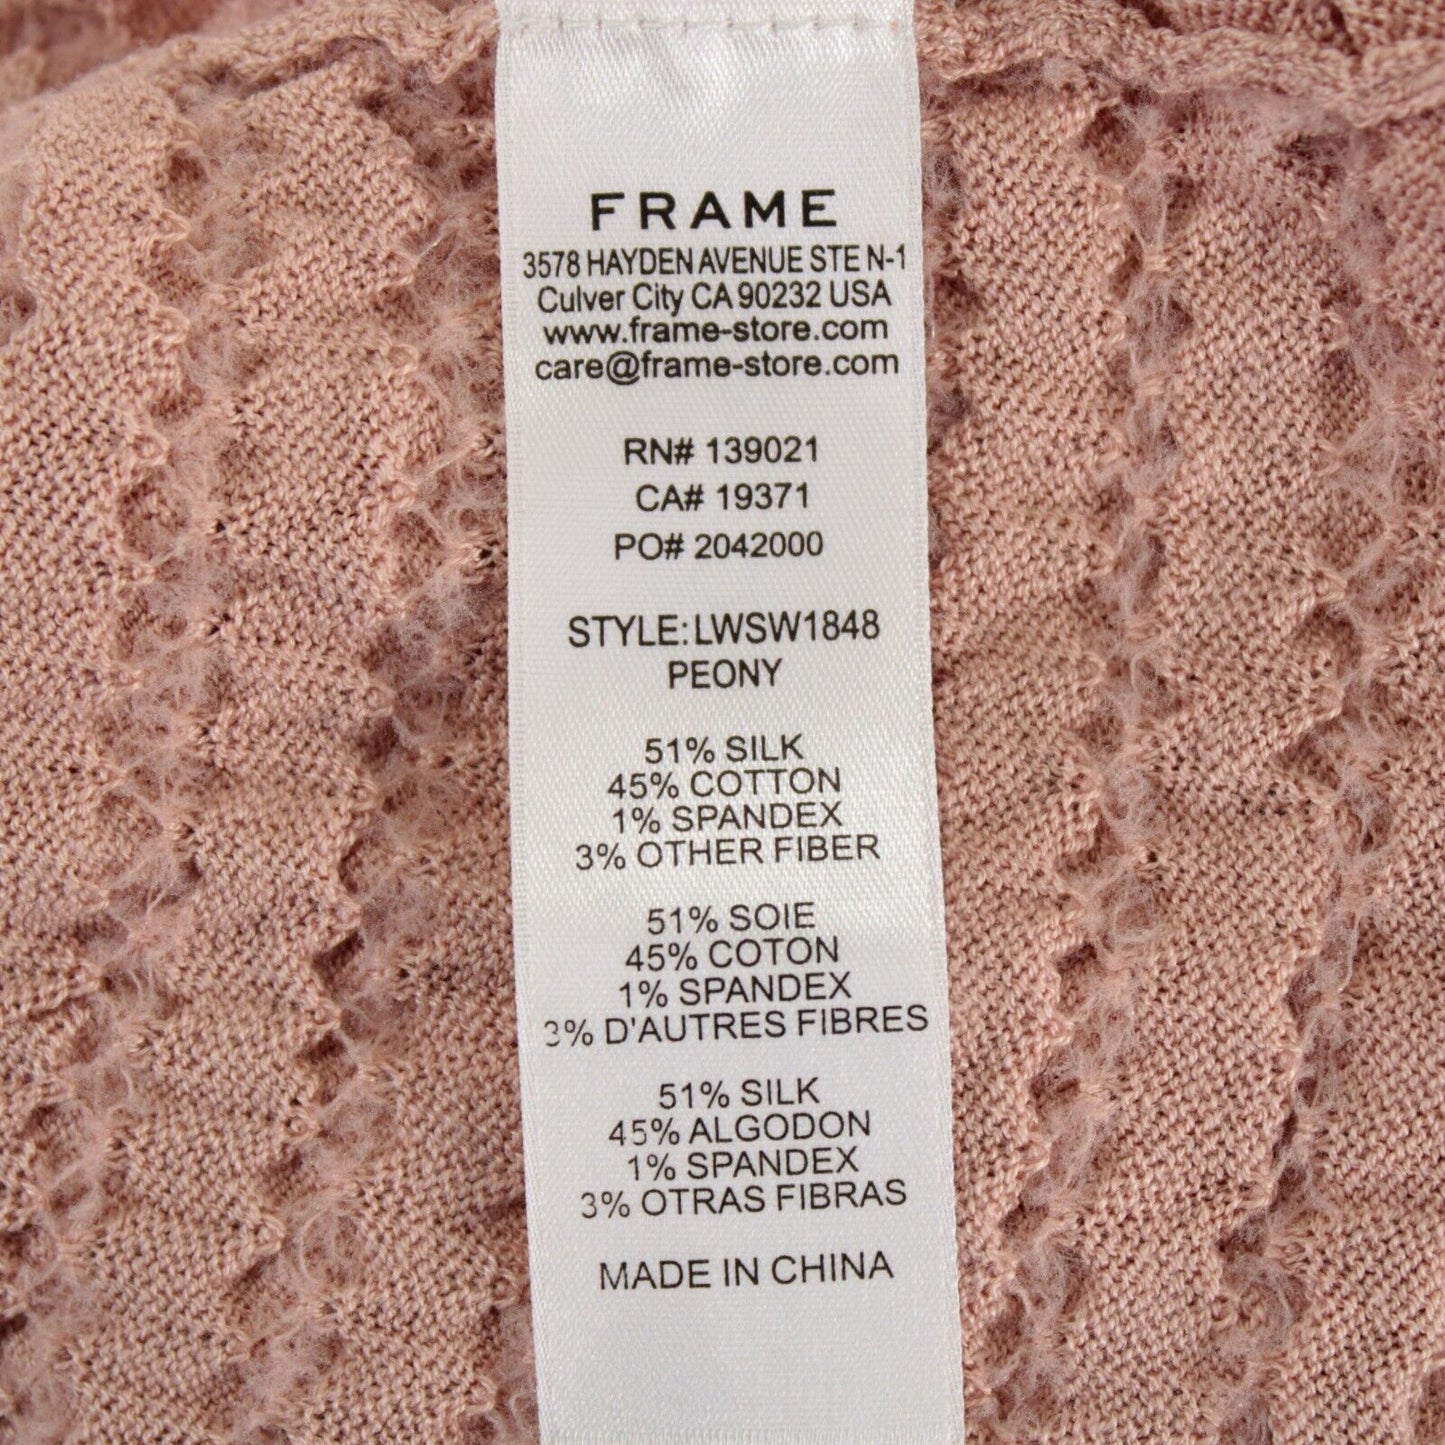 FRAME
3578 HAYDEN AVENUE STE N-1
Culver City CA 90232 USA
www.frame-store.com
care@frame-store.com
RN# 139021
CA# 19371
PO# 2042000
STYLE: LWSW1848
PEONY
51% SILK
45% COTTON
1% SPANDEX
3% OTHER FIBER
51% SOIE
45% COTON
1% SPANDEX
3% D'AUTRES FIBRES
51% SILK
45% ALGODON
1% SPANDEX
3% OTRAS FIBRAS
MADE IN CHINA